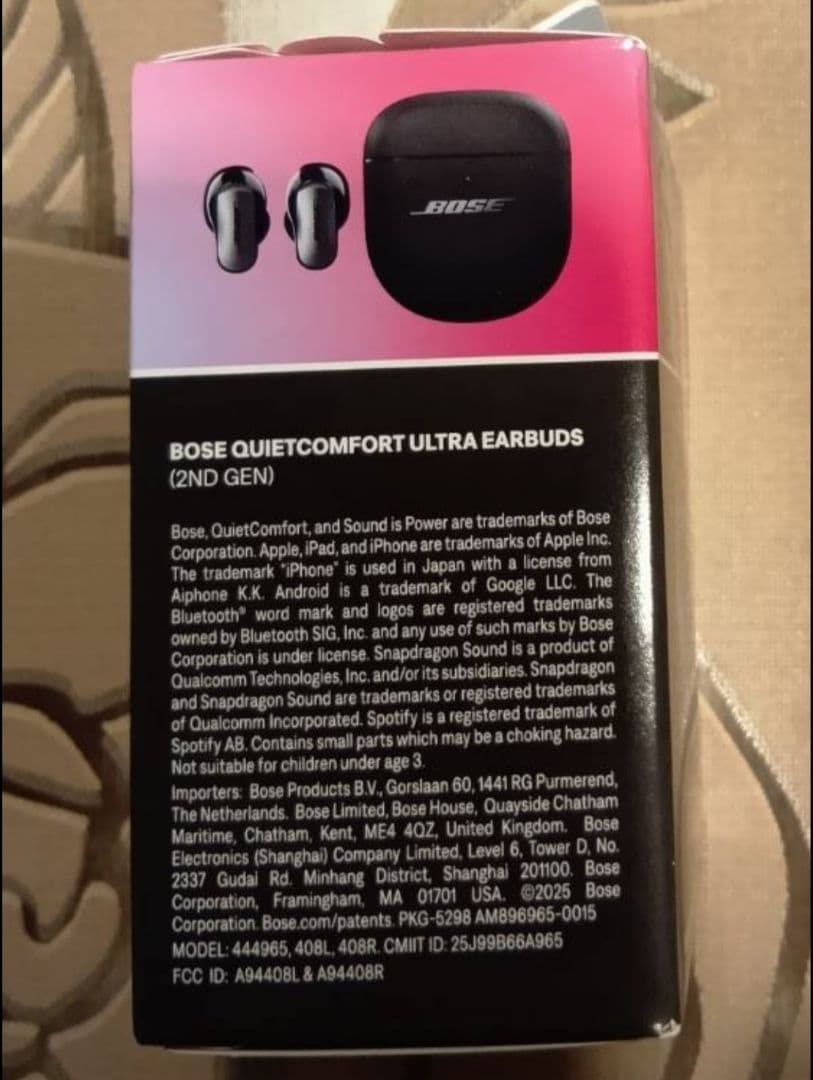 BOSE
BOSE QUIETCOMFORT ULTRA EARBUDS
(2ND GEN)
Bose, QuietComfort, and Sound is Power are trademarks of Bose
Corporation. Apple, iPad, and iPhone are trademarks of Apple Inc.
The trademark "iPhone" is used in Japan with a license from
Aiphone K.K. Android is a trademark of Google LLC. The
Bluetooth® word mark and logos are registered trademarks
owned by Bluetooth SIG, Inc. and any use of such marks by Bose
Corporation is under license. Snapdragon Sound is a product of
Qualcomm Technologies, Inc. and/or its subsidiaries. Snapdragon
and Snapdragon Sound are trademarks or registered trademarks
of Qualcomm Incorporated. Spotify is a registered trademark of
Spotify AB. Contains small parts which may be a choking hazard.
Not suitable for children under age 3.
Importers: Bose Products B.V., Gorslaan 60, 1441 RG Purmerend,
The Netherlands. Bose Limited, Bose House, Quayside Chatham
Maritime, Chatham, Kent, ME4 4QZ, United Kingdom. Bose
Electronics (Shanghai) Company Limited, Level 6, Tower D, No.
2337 Gudai Rd. Minhang District, Shanghai 201100. Bose
Corporation, Framingham, MA 01701 USA. ©2025 Bose
Corporation. Bose.com/patents. PKG-5298 AM896965-0015
MODEL: 444965, 408L, 408R. CMIIT ID: 25J99B66A965
FCC ID: A94408L & A94408R